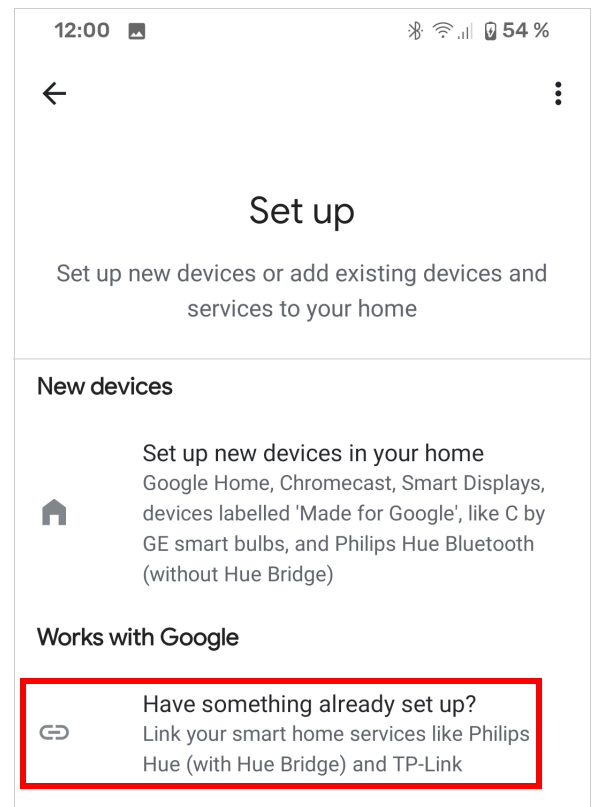 12:00 54 %
Set up
Set up new devices or add existing devices and
services to your home
New devices
Set up new devices in your home
Google Home, Chromecast, Smart Displays,
devices labelled 'Made for Google', like C by
GE smart bulbs, and Philips Hue Bluetooth
(without Hue Bridge)
Works with Google
Have something already set up?
Link your smart home services like Philips
Hue (with Hue Bridge) and TP-Link